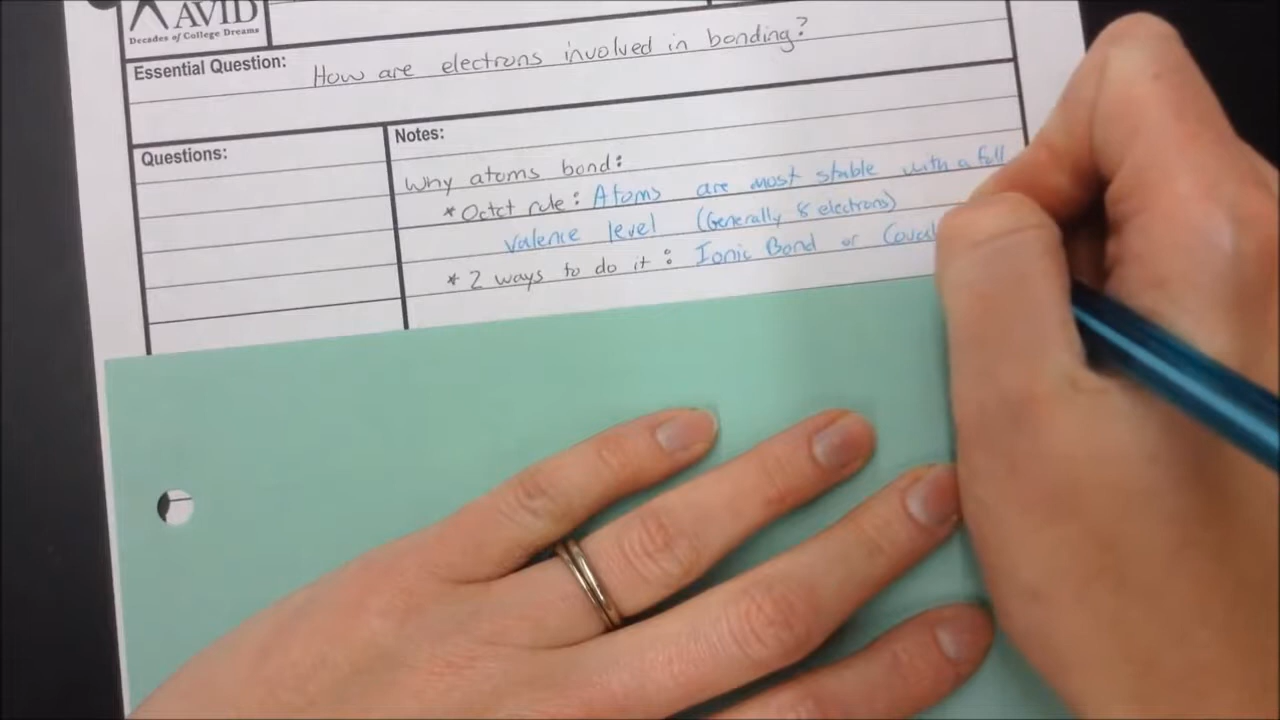 AVID
Decades of College Dreams
Essential Question: How are electrons involved in bonding?
Questions:
Notes:
Why atoms bond:
* Octet rule: Atoms are most stable with a full
valence level (Generally 8 electrons)
* 2 ways to do it: Ionic Bond or